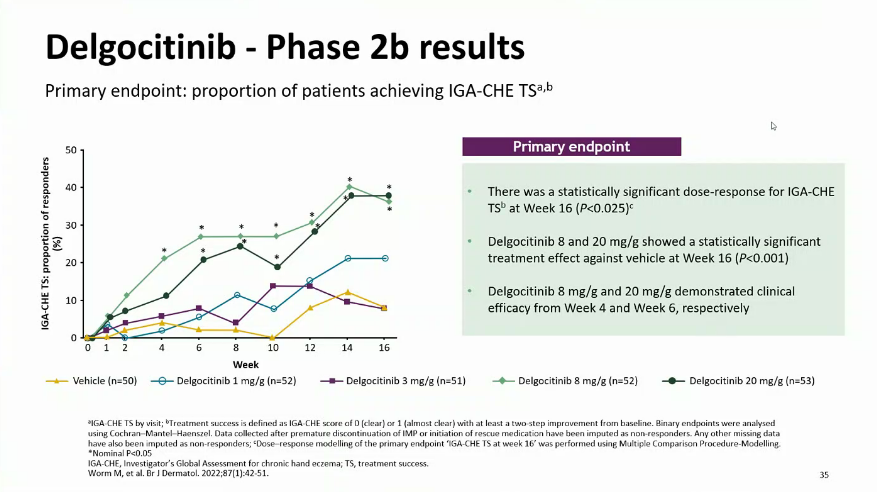 Delgocitinib - Phase 2b results
Primary endpoint: proportion of patients achieving IGA-CHE TSᵃ,ᵇ
IGA-CHE TS: proportion of responders
(%)
50
40
30
20
10
0
0 1 2 4 6 8 10 12 14 16
Week
* * * * * * * * * * * * *
Primary endpoint
• There was a statistically significant dose-response for IGA-CHE
TSᵇ at Week 16 (P<0.025)ᶜ
• Delgocitinib 8 and 20 mg/g showed a statistically significant
treatment effect against vehicle at Week 16 (P<0.001)
• Delgocitinib 8 mg/g and 20 mg/g demonstrated clinical
efficacy from Week 4 and Week 6, respectively
Vehicle (n=50) Delgocitinib 1 mg/g (n=52) Delgocitinib 3 mg/g (n=51) Delgocitinib 8 mg/g (n=52) Delgocitinib 20 mg/g (n=53)
ᵃIGA-CHE TS by visit; ᵇTreatment success is defined as IGA-CHE score of 0 (clear) or 1 (almost clear) with at least a two-step improvement from baseline. Binary endpoints were analysed
using Cochran–Mantel–Haenszel. Data collected after premature discontinuation of IMP or initiation of rescue medication have been imputed as non-responders. Any other missing data
have also been imputed as non-responders; ᶜDose–response modelling of the primary endpoint ‘IGA-CHE TS at week 16’ was performed using Multiple Comparison Procedure-Modelling.
*Nominal P<0.05
IGA-CHE, Investigator’s Global Assessment for chronic hand eczema; TS, treatment success.
Worm M, et al. Br J Dermatol. 2022;87(1):42-51.
35